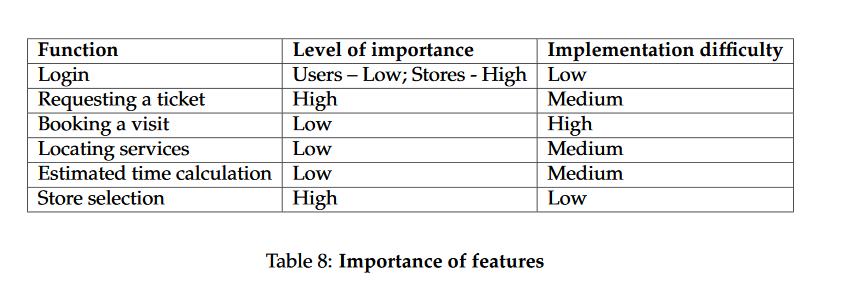 Function Level of importance Implementation difficulty
Login Users – Low; Stores - High Low
Requesting a ticket High Medium
Booking a visit Low High
Locating services Low Medium
Estimated time calculation Low Medium
Store selection High Low
Table 8: Importance of features